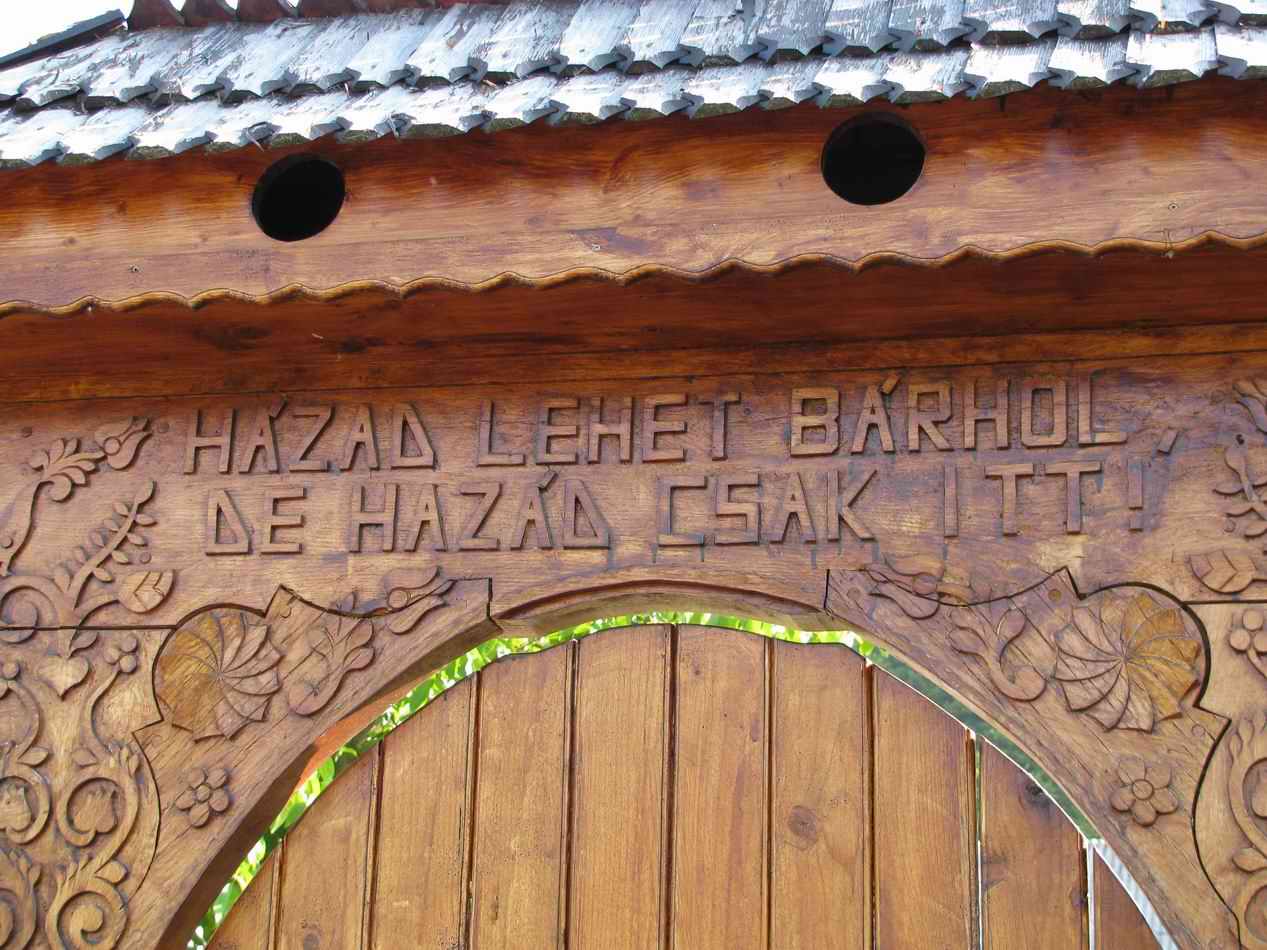 HÁZAD LEHET BÁRHOL,
DE HAZÁD CSAK ITT!